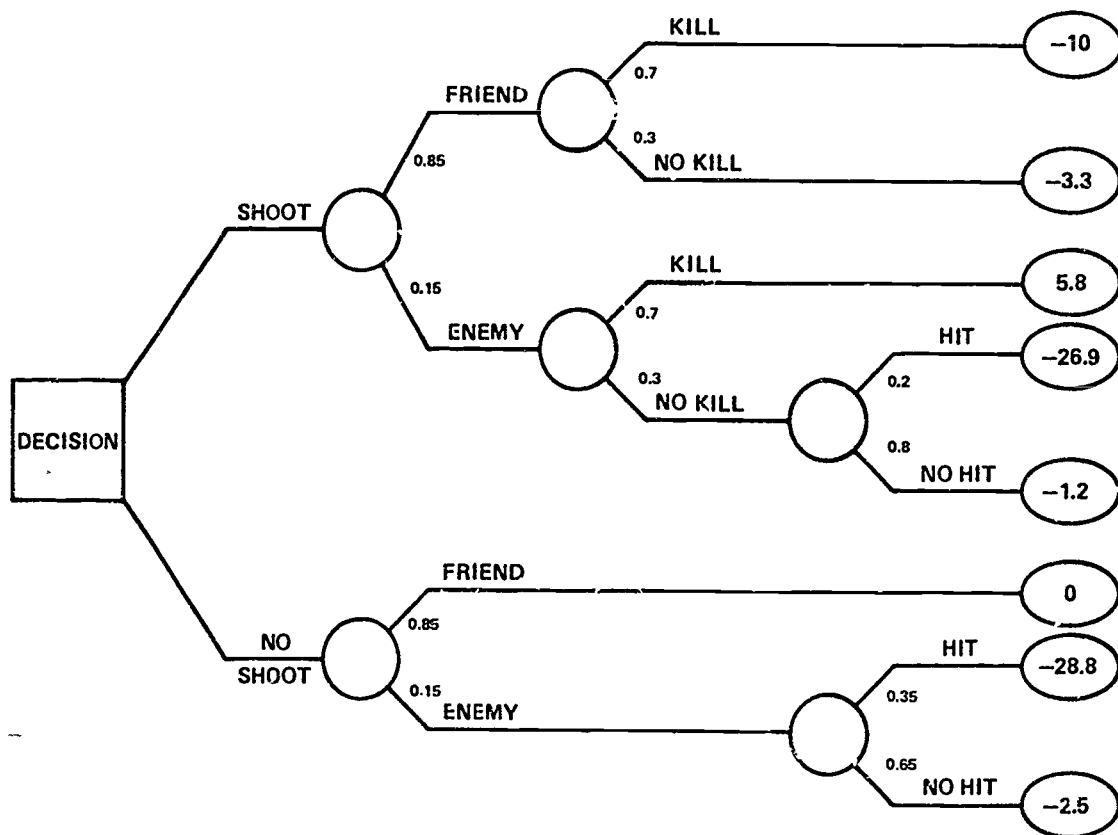 KILL
−10
0.7
FRIEND
0.3
0.85
NO KILL
−3.3
SHOOT
KILL
5.8
0.15
0.7
ENEMY
HIT
−26.9
0.3
0.2
NO KILL
DECISION
0.8
NO HIT
−1.2
FRIEND
0
0.85
NO
SHOOT
HIT
−28.8
0.15
0.35
ENEMY
0.65
NO HIT
−2.5